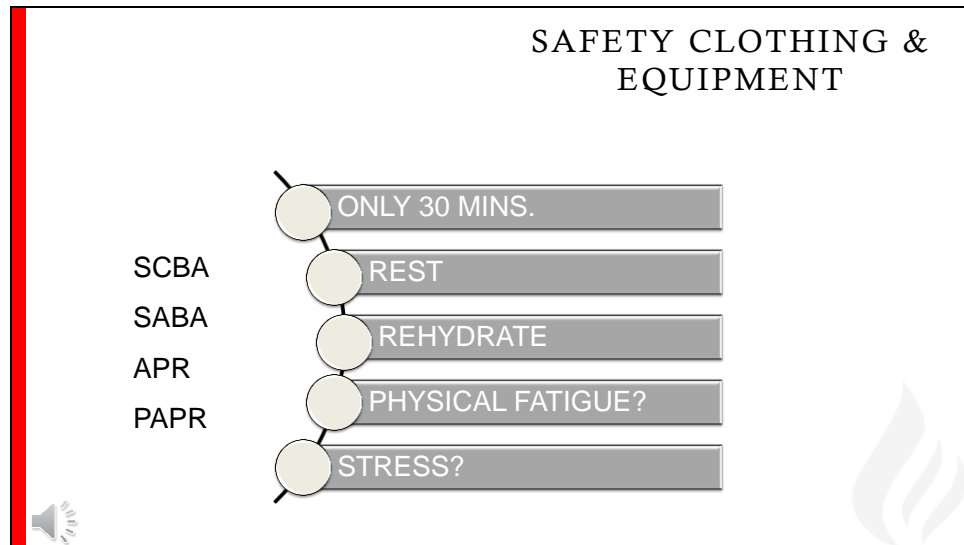 SAFETY CLOTHING &
EQUIPMENT
SCBA
SABA
APR
PAPR
ONLY 30 MINS.
REST
REHYDRATE
PHYSICAL FATIGUE?
STRESS?